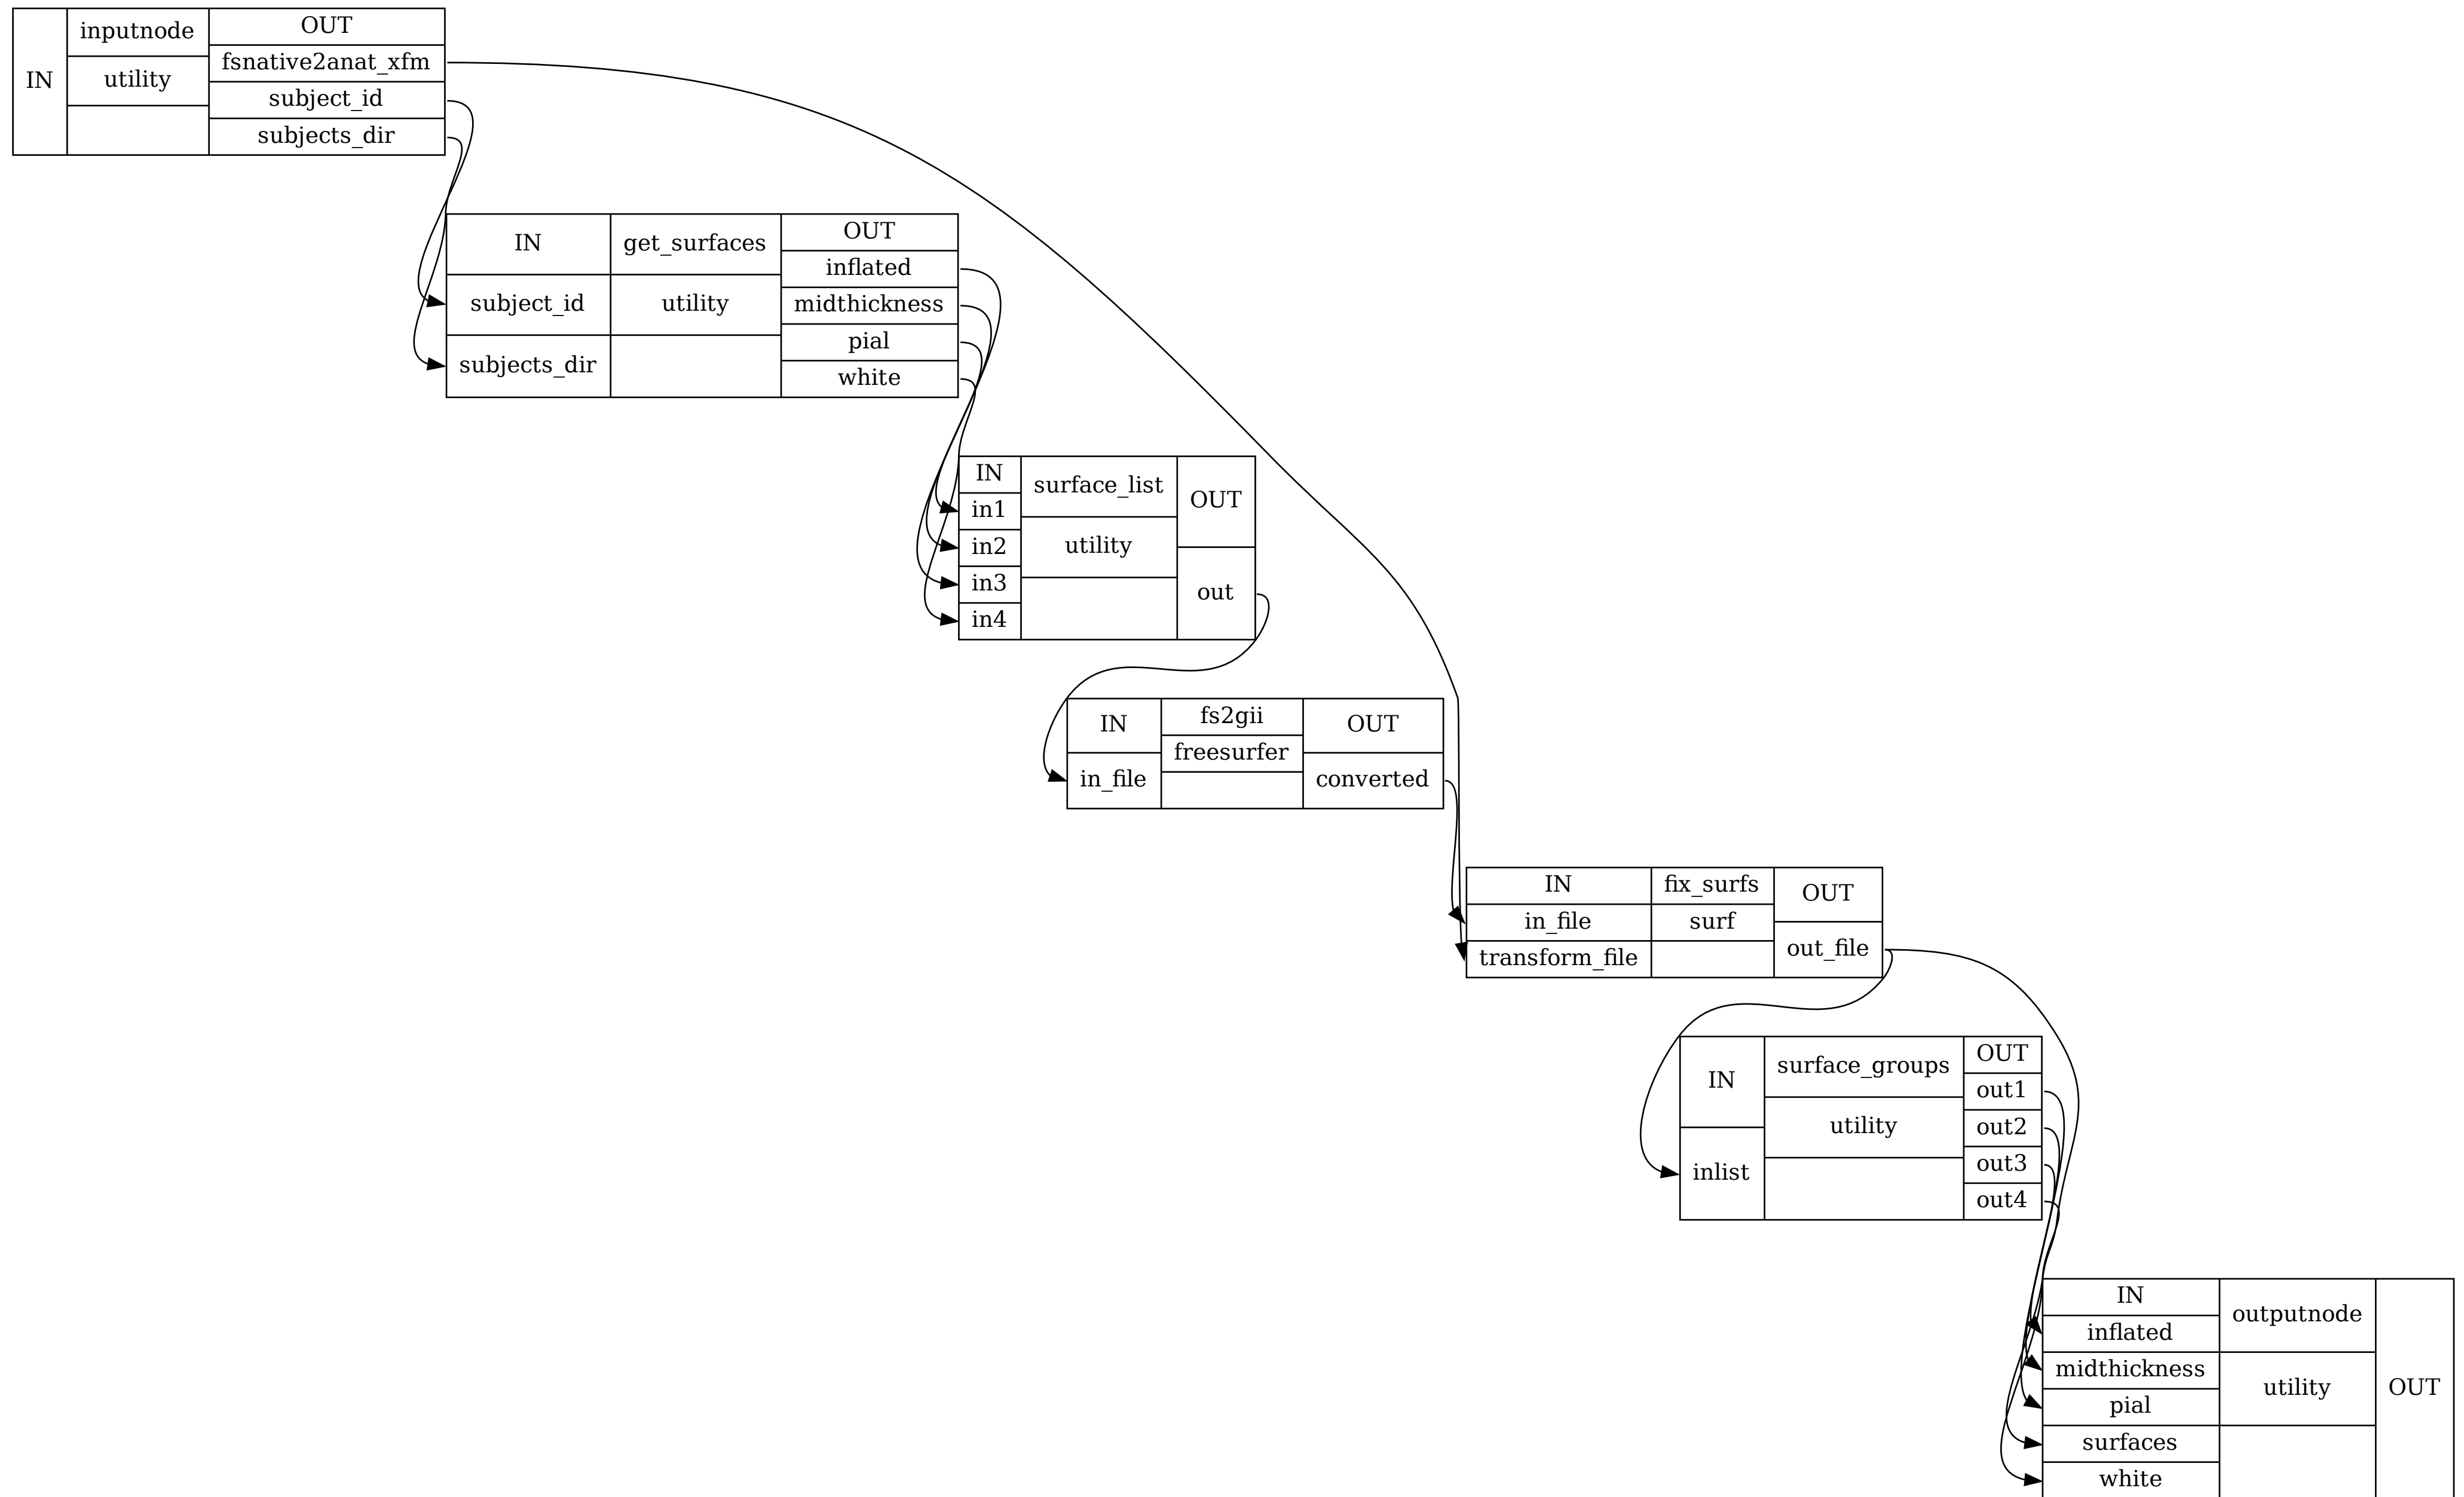 IN
inputnode
utility
OUT
fsnative2anat_xfm
subject_id
subjects_dir
IN
subject_id
subjects_dir
get_surfaces
utility
OUT
inflated
midthickness
pial
white
IN
in1
in2
in3
in4
surface_list
utility
OUT
out
IN
in_file
fs2gii
freesurfer
OUT
converted
IN
in_file
transform_file
fix_surfs
surf
OUT
out_file
IN
inlist
surface_groups
utility
OUT
out1
out2
out3
out4
IN
inflated
midthickness
pial
surfaces
white
outputnode
utility
OUT